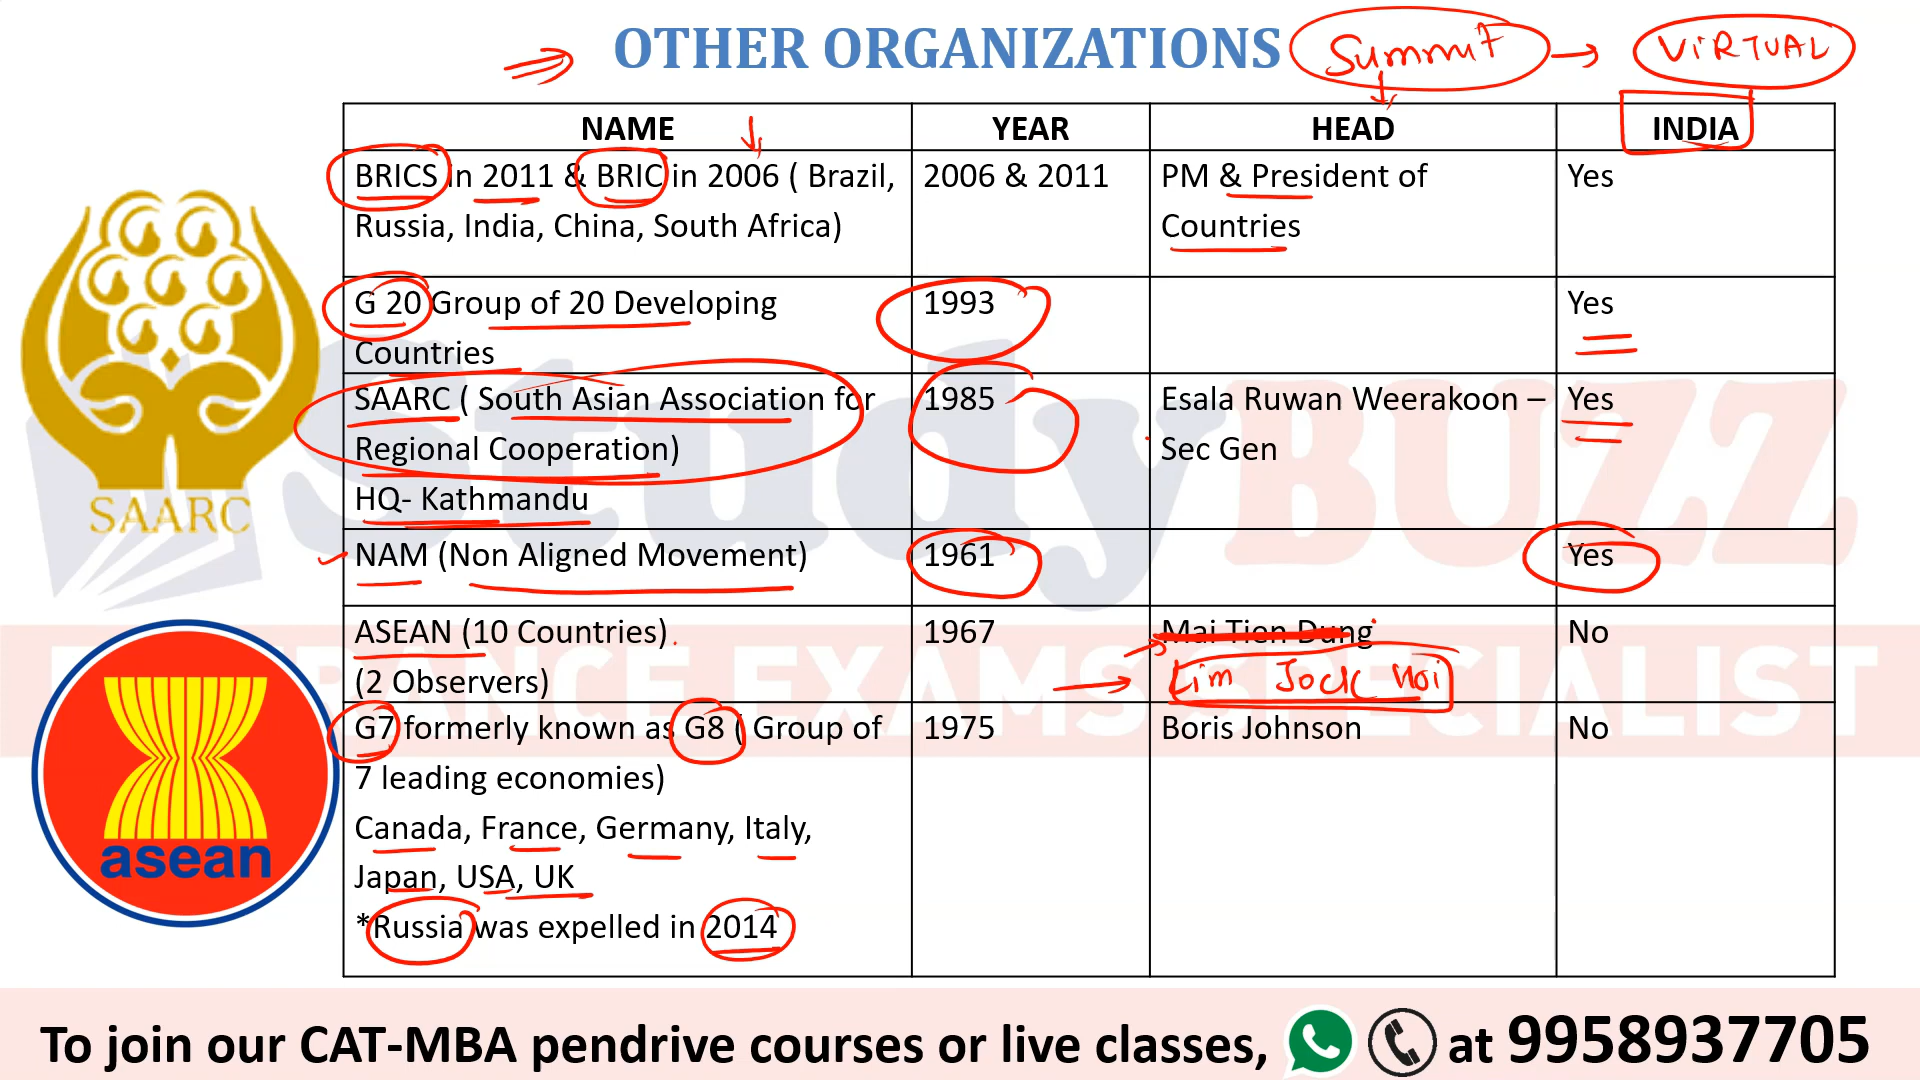 OTHER ORGANIZATIONS Summit VIRTUAL
NAME YEAR HEAD INDIA
BRICS in 2011 & BRIC in 2006 ( Brazil, 2006 & 2011 PM & President of Yes
Russia, India, China, South Africa) Countries
G 20 Group of 20 Developing 1993 Yes
Countries
SAARC ( South Asian Association for 1985 Esala Ruwan Weerakoon – Yes
Regional Cooperation) Sec Gen
HQ- Kathmandu
SAARC
NAM (Non Aligned Movement) 1961 Yes
ASEAN (10 Countries) 1967 Mai Tien Dung No
(2 Observers) Lim Jock Hoi
G7 formerly known as G8 ( Group of 1975 Boris Johnson No
7 leading economies)
Canada, France, Germany, Italy,
Japan, USA, UK
asean
*Russia was expelled in 2014
StudyBUZZ
ENTRANCE EXAMS SPECIALIST
To join our CAT-MBA pendrive courses or live classes, at 9958937705